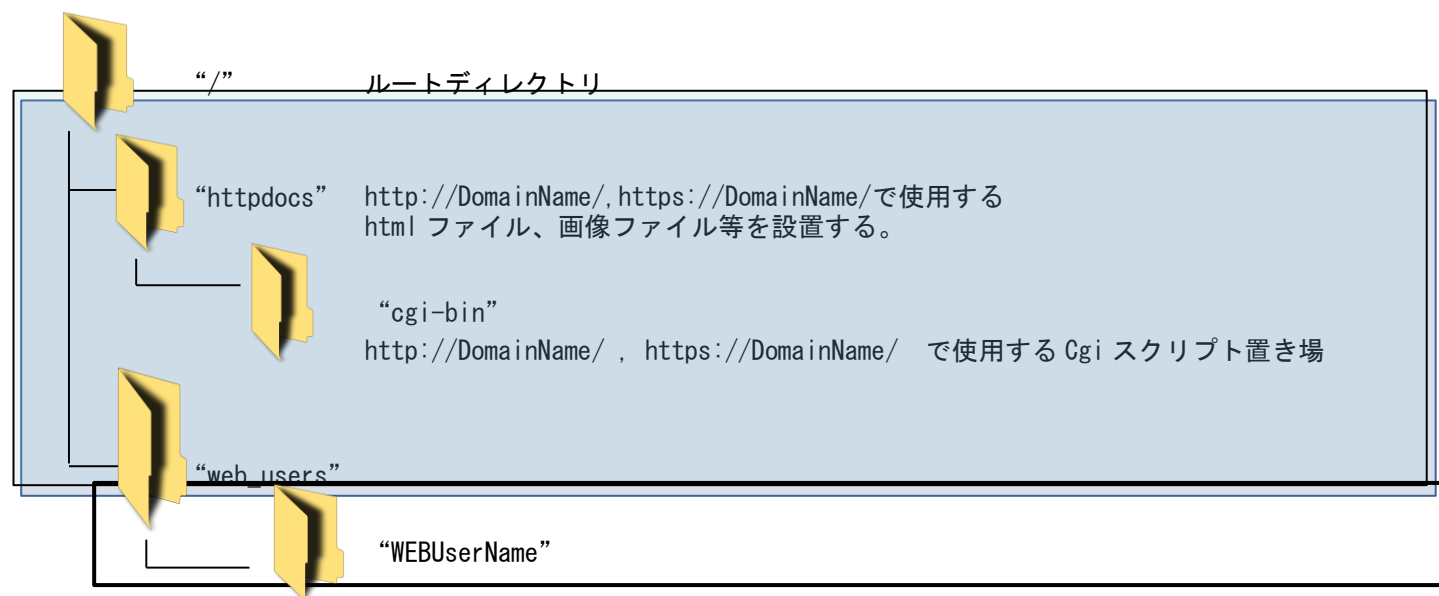 “/” ルートディレクトリ
“httpdocs” http://DomainName/,https://DomainName/で使用する
html ファイル、画像ファイル等を設置する。
“cgi-bin”
http://DomainName/ , https://DomainName/ で使用する Cgi スクリプト置き場
“web_users”
“WEBUserName”